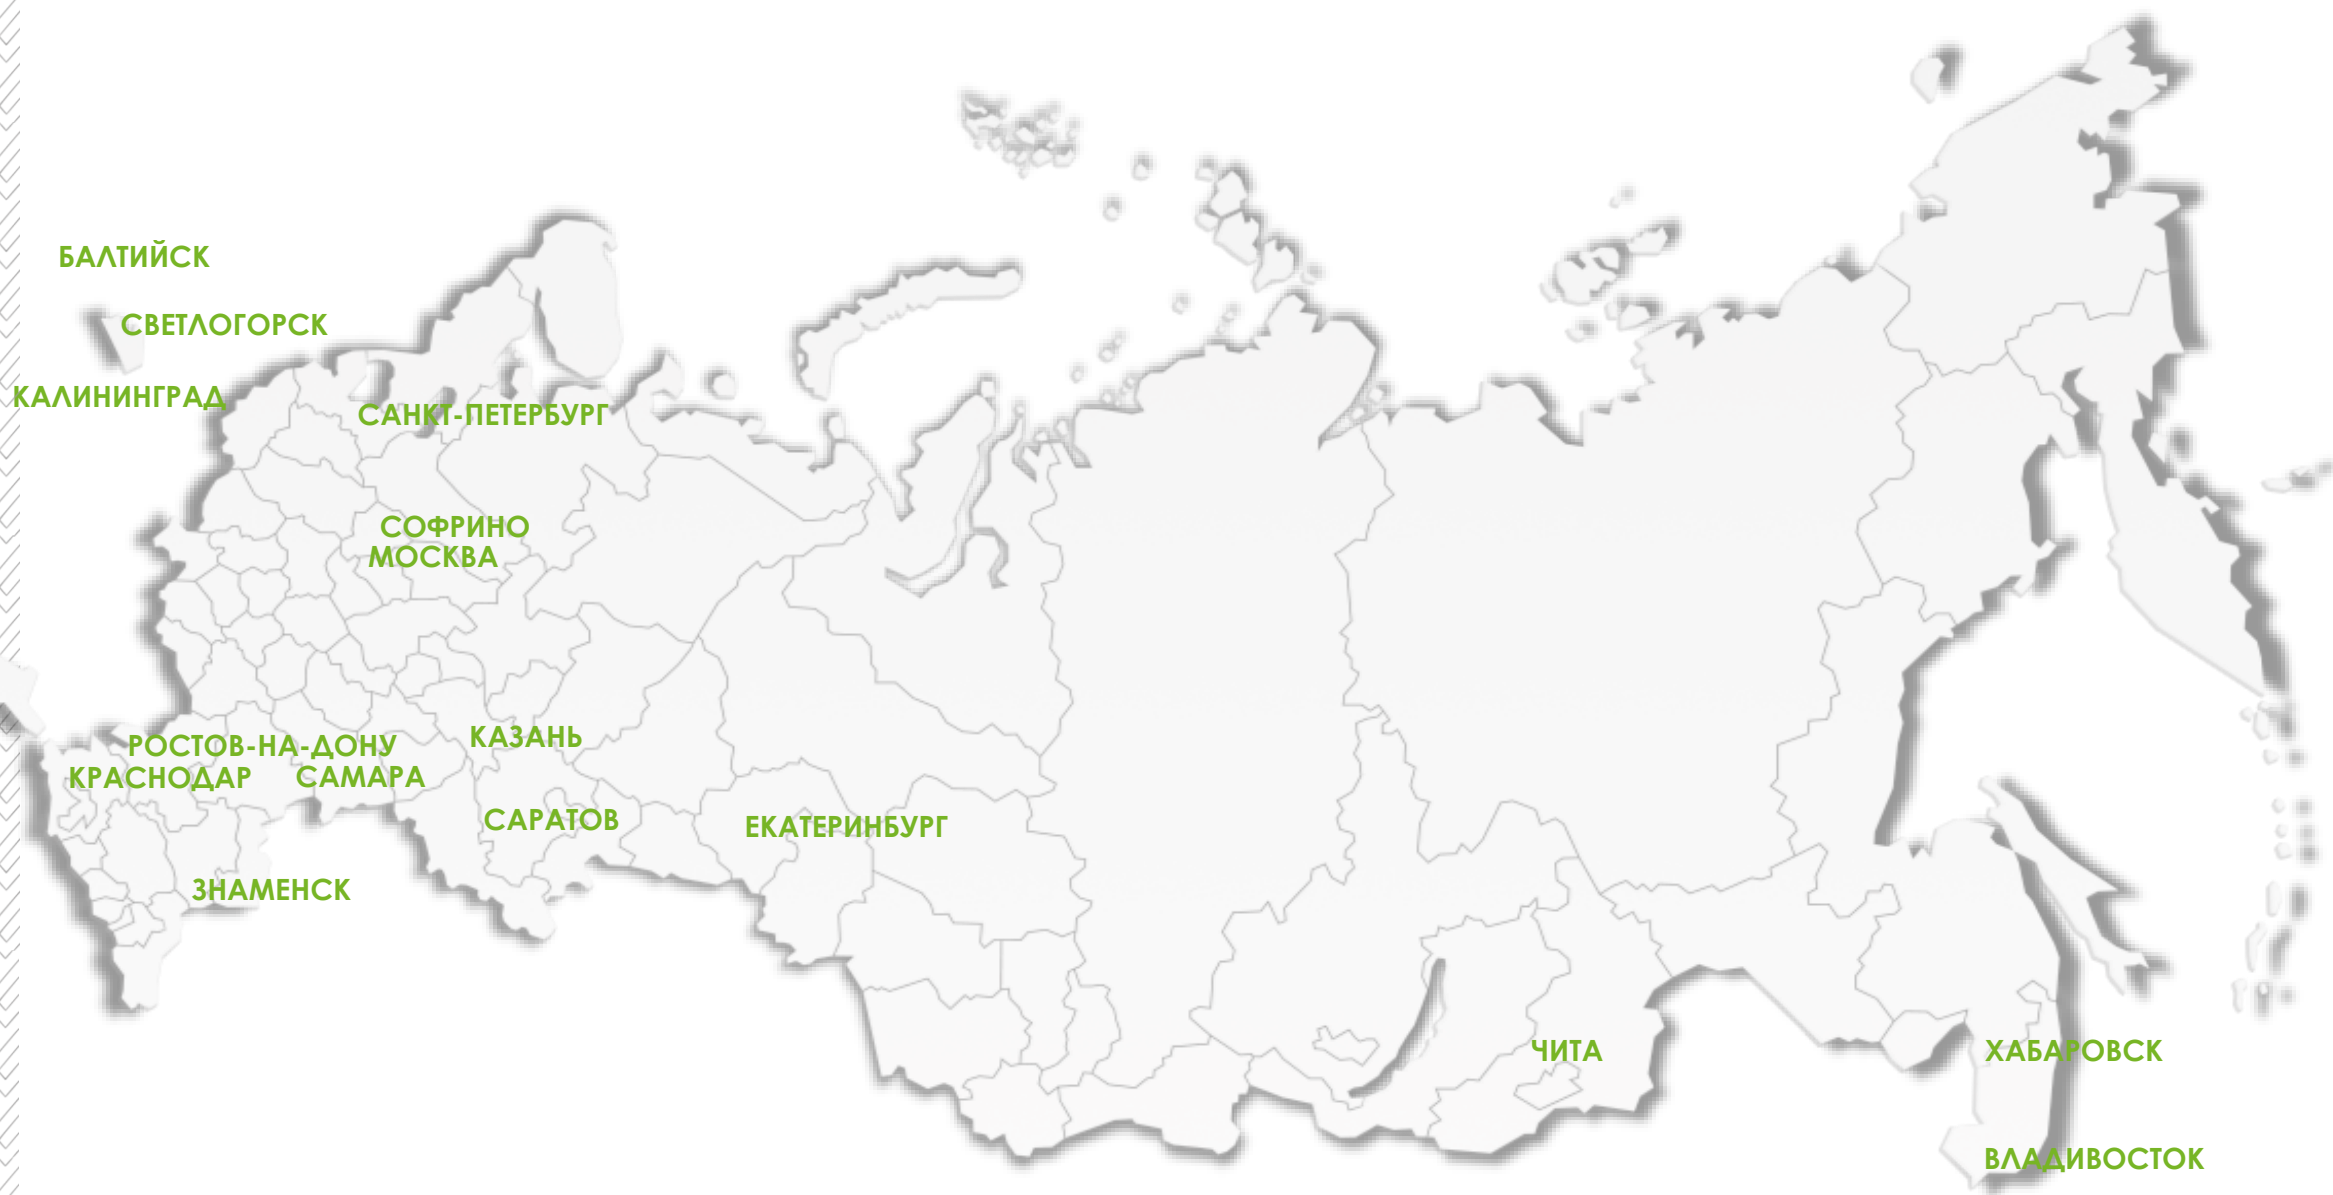 БАЛТИЙСК
СВЕТЛОГОРСК
КАЛИНИНГРАД
САНКТ-ПЕТЕРБУРГ
СОФРИНО
МОСКВА
КАЗАНЬ
РОСТОВ-НА-ДОНУ
КРАСНОДАР
САМАРА
САРАТОВ
ЕКАТЕРИНБУРГ
ЗНАМЕНСК
ЧИТА
ХАБАРОВСК
ВЛАДИВОСТОК